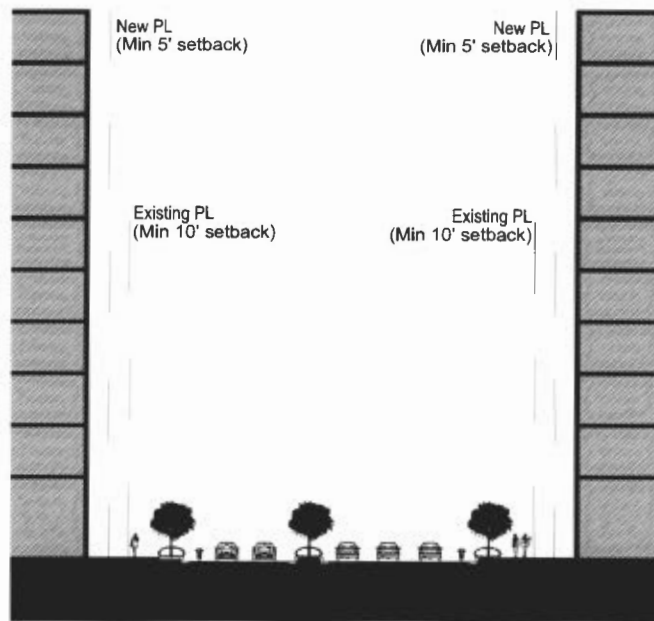 New PL
(Min 5' setback)
New PL
(Min 5' setback)
Existing PL
(Min 10' setback)
Existing PL
(Min 10' setback)